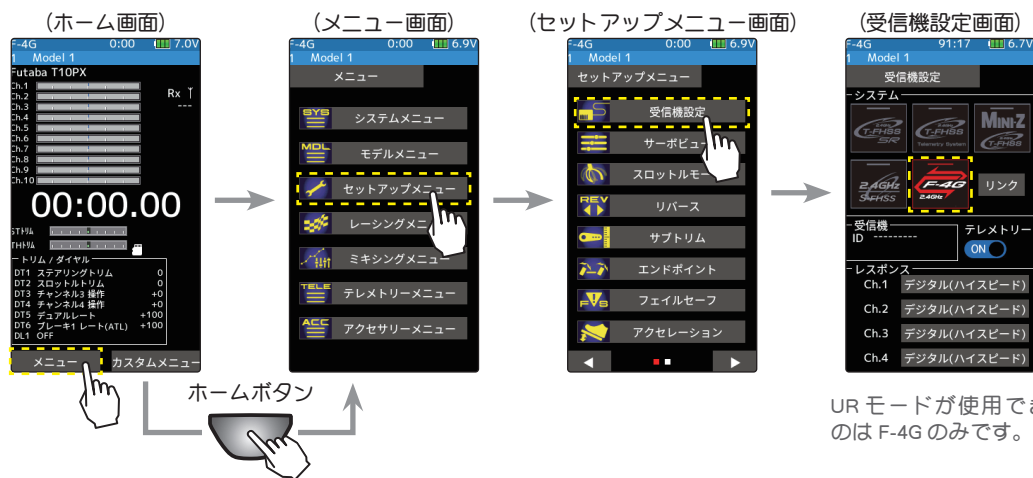 (ホーム画面)
F-4G 0:00 7.0V
1 Model 1
Futaba T10PX
Ch.1
Ch.2
Ch.3
Ch.4
Ch.5
Ch.6
Ch.7
Ch.8
Ch.9
Ch.10
Rx
---
00:00.00
STトリム 5
THトリム 5
トリム / ダイヤル
DT1 ステアリングトリム 0
DT2 スロットルトリム 0
DT3 チャンネル3 操作 +0
DT4 チャンネル4 操作 +0
DT5 デュアルレート +100
DT6 ブレーキ1 レート(ATL) +100
DL1 OFF
メニュー
カスタムメニュー
ホームボタン
(メニュー画面)
F-4G 0:00 6.9V
1 Model 1
メニュー
SYS システムメニュー
MDL モデルメニュー
セットアップメニュー
レーシングメニ
ミキシングメニュー
TELE テレメトリーメニュー
ACC アクセサリーメニュー
(セットアップメニュー画面)
F-4G 0:00 6.9V
1 Model 1
セットアップメニュー
受信機設定
サーボビュー
スロットルモー
REV リバース
サブトリム
エンドポイント
F/S フェイルセーフ
アクセレーション
(受信機設定画面)
F-4G 91:17 6.7V
1 Model 1
受信機設定
システム
2.4GHz T-FHSS SR
2.4GHz T-FHSS Telemetry System
MINI-Z T-FHSS
2.4GHz S-FHSS
F-4G 2.4GHz
リンク
受信機
ID ---------
テレメトリー
ON
レスポンス
Ch.1 デジタル(ハイスピード)
Ch.2 デジタル(ハイスピード)
Ch.3 デジタル(ハイスピード)
Ch.4 デジタル(ハイスピード)
UR モードが使用でき
のは F-4G のみです。